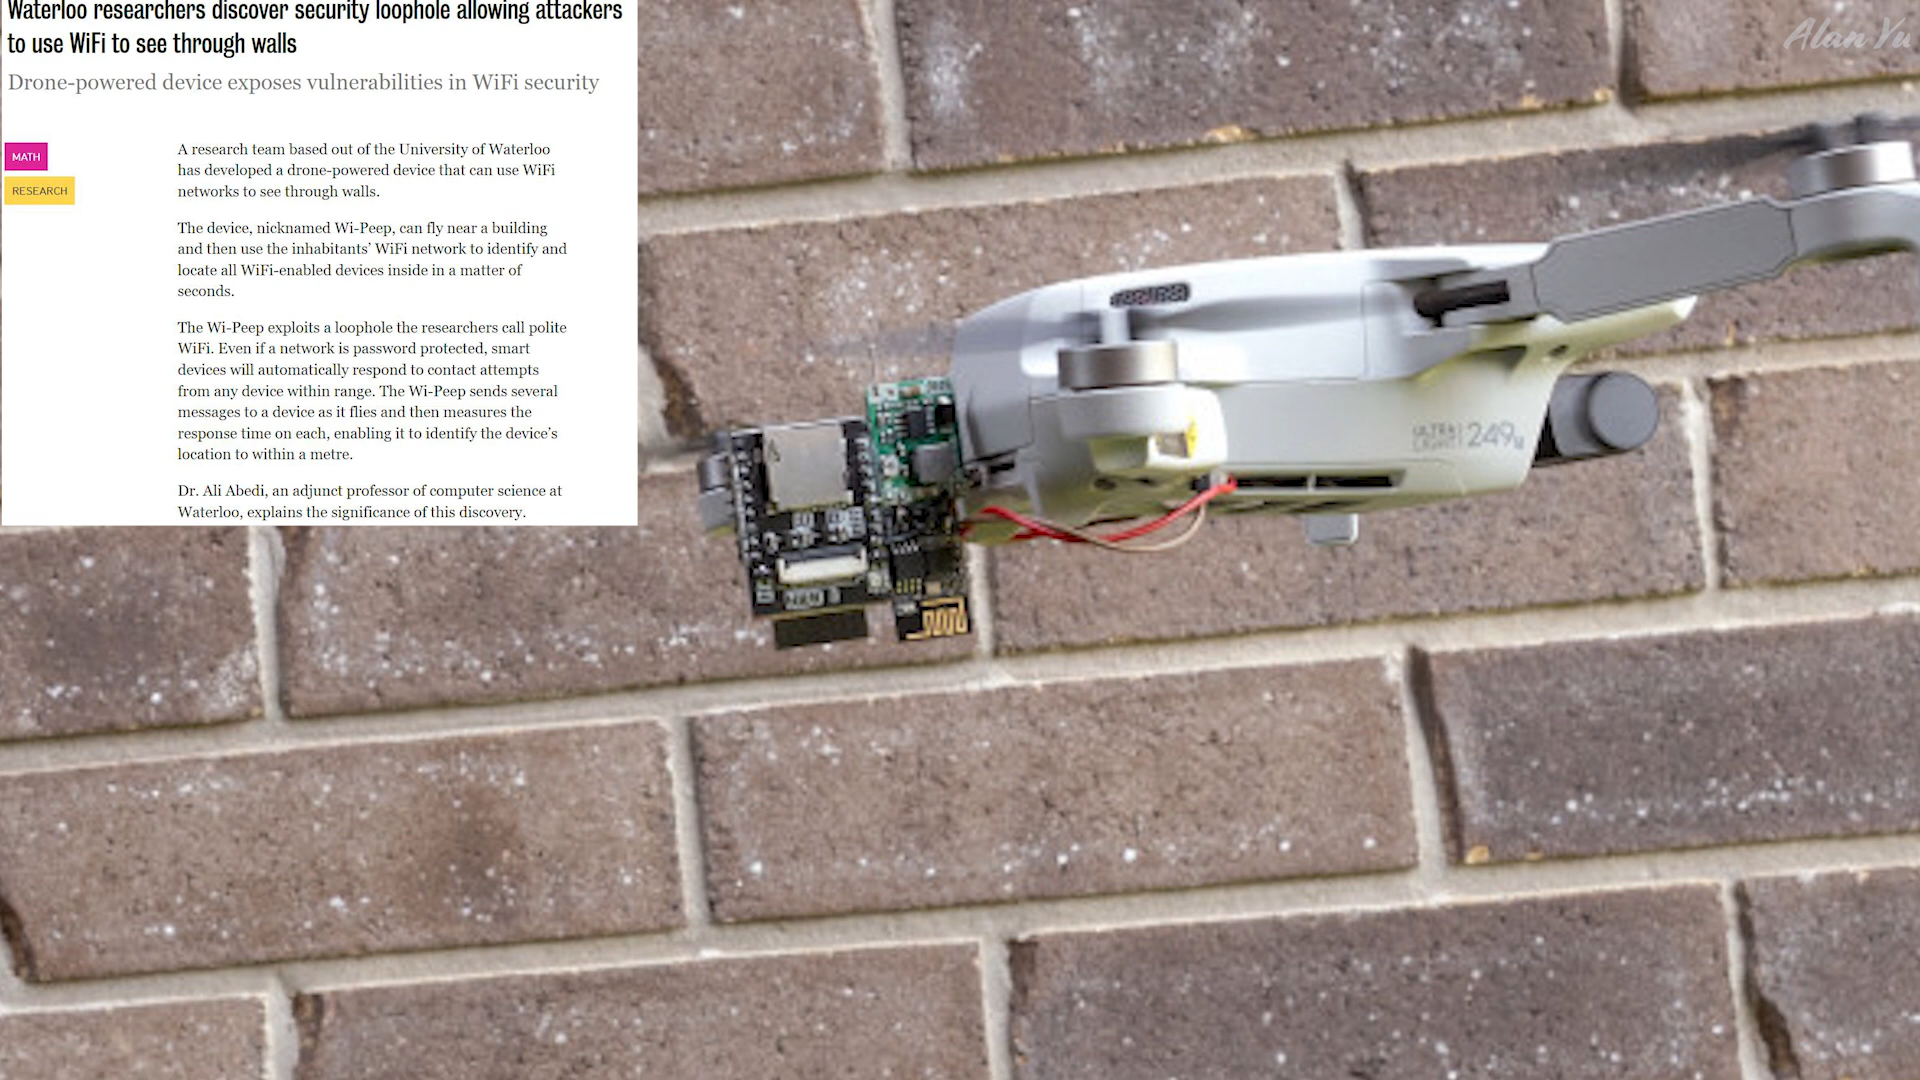 Waterloo researchers discover security loophole allowing attackers
to use WiFi to see through walls
Drone-powered device exposes vulnerabilities in WiFi security
MATH
RESEARCH
A research team based out of the University of Waterloo
has developed a drone-powered device that can use WiFi
networks to see through walls.
The device, nicknamed Wi-Peep, can fly near a building
and then use the inhabitants’ WiFi network to identify and
locate all WiFi-enabled devices inside in a matter of
seconds.
The Wi-Peep exploits a loophole the researchers call polite
WiFi. Even if a network is password protected, smart
devices will automatically respond to contact attempts
from any device within range. The Wi-Peep sends several
messages to a device as it flies and then measures the
response time on each, enabling it to identify the device’s
location to within a metre.
Dr. Ali Abedi, an adjunct professor of computer science at
Waterloo, explains the significance of this discovery.
Alan Yu
ULTRA LIGHT 249g